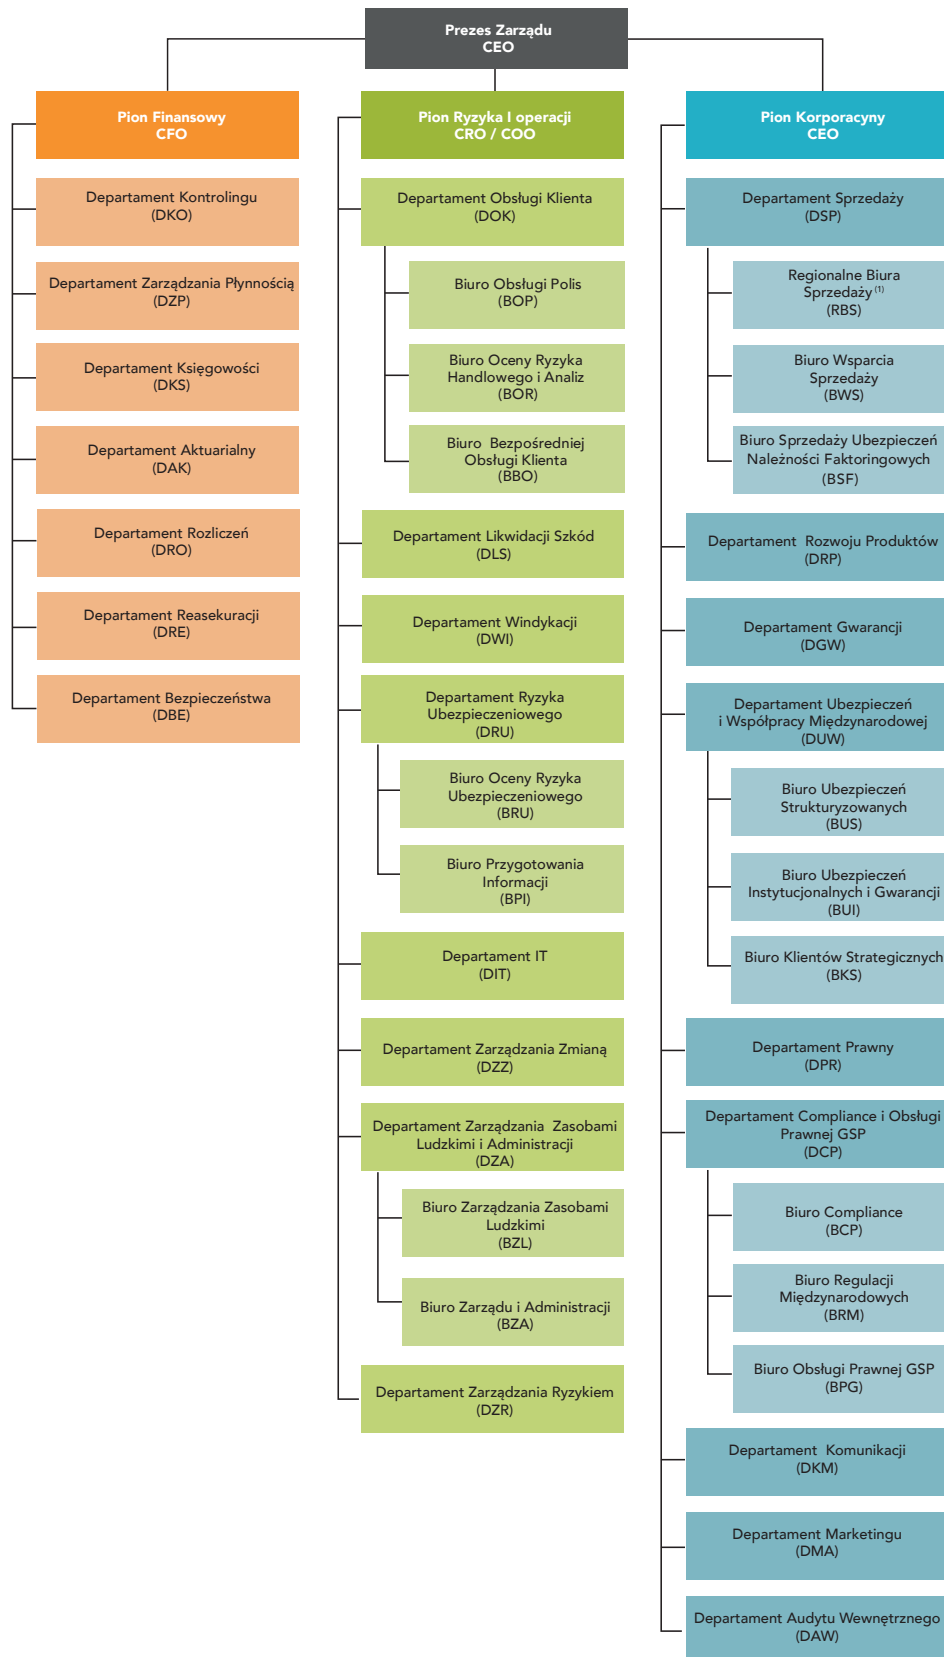 Prezes Zarządu
CEO
Pion Finansowy
CFO
Departament Kontrolingu
(DKO)
Departament Zarządzania Płynnością
(DZP)
Departament Księgowości
(DKS)
Departament Aktuarialny
(DAK)
Departament Rozliczeń
(DRO)
Departament Reasekuracji
(DRE)
Departament Bezpieczeństwa
(DBE)
Pion Ryzyka I operacji
CRO / COO
Departament Obsługi Klienta
(DOK)
Biuro Obsługi Polis
(BOP)
Biuro Oceny Ryzyka
Handlowego i Analiz
(BOR)
Biuro Bezpośredniej
Obsługi Klienta
(BBO)
Departament Likwidacji Szkód
(DLS)
Departament Windykacji
(DWI)
Departament Ryzyka
Ubezpieczeniowego
(DRU)
Biuro Oceny Ryzyka
Ubezpieczeniowego
(BRU)
Biuro Przygotowania
Informacji
(BPI)
Departament IT
(DIT)
Departament Zarządzania Zmianą
(DZZ)
Departament Zarządzania Zasobami
Ludzkimi i Administracji
(DZA)
Biuro Zarządzania Zasobami
Ludzkimi
(BZL)
Biuro Zarządu i Administracji
(BZA)
Departament Zarządzania Ryzykiem
(DZR)
Pion Korporacyny
CEO
Departament Sprzedaży
(DSP)
Regionalne Biura
Sprzedaży (1)
(RBS)
Biuro Wsparcia
Sprzedaży
(BWS)
Biuro Sprzedaży Ubezpieczeń
Należności Faktoringowych
(BSF)
Departament Rozwoju Produktów
(DRP)
Departament Gwarancji
(DGW)
Departament Ubezpieczeń
i Współpracy Międzynarodowej
(DUW)
Biuro Ubezpieczeń
Strukturyzowanych
(BUS)
Biuro Ubezpieczeń
Instytucjonalnych i Gwarancji
(BUI)
Biuro Klientów Strategicznych
(BKS)
Departament Prawny
(DPR)
Departament Compliance i Obsługi
Prawnej GSP
(DCP)
Biuro Compliance
(BCP)
Biuro Regulacji
Międzynarodowych
(BRM)
Biuro Obsługi Prawnej GSP
(BPG)
Departament Komunikacji
(DKM)
Departament Marketingu
(DMA)
Departament Audytu Wewnętrznego
(DAW)